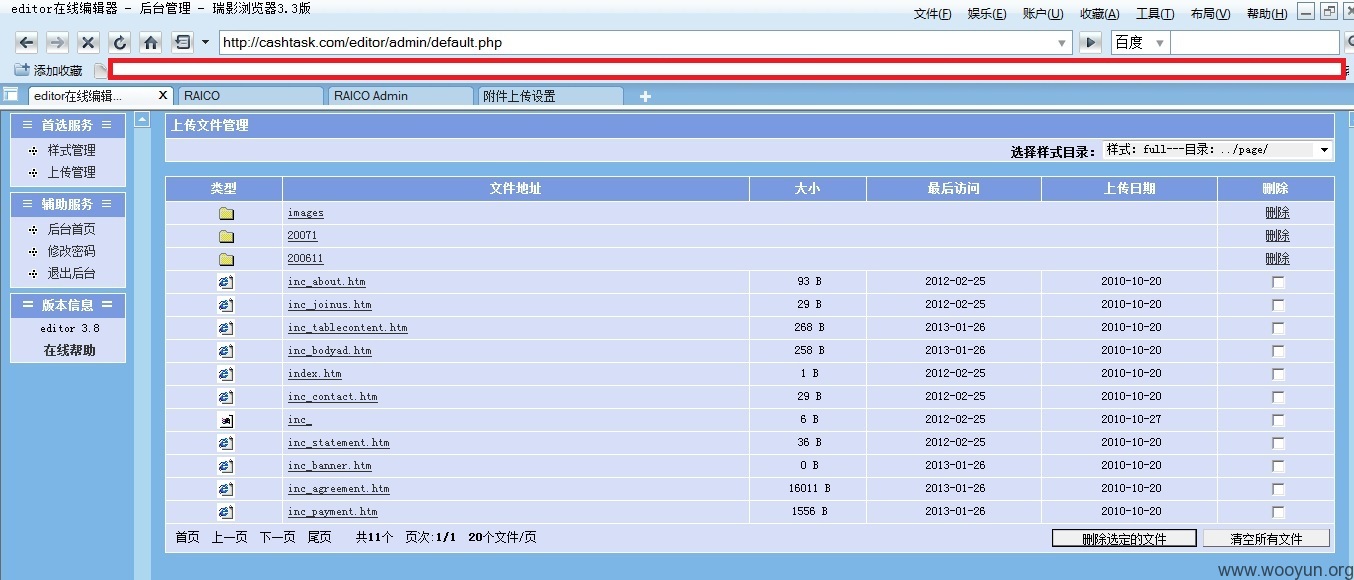 editor在线编辑器 - 后台管理 - 瑞影浏览器3.3版
文件(F) 娱乐(E) 账户(U) 收藏(A) 工具(T) 布局(V) 帮助(H)
http://cashtask.com/editor/admin/default.php 百度
添加收藏
editor在线编辑... X RAICO RAICO Admin 附件上传设置
首选服务
样式管理
上传管理
辅助服务
后台首页
修改密码
退出后台
版本信息
editor 3.8
在线帮助
上传文件管理
选择样式目录: 样式: full---目录: ../page/
类型 文件地址 大小 最后访问 上传日期 删除
images 删除
20071 删除
200611 删除
inc_about.htm 93 B 2012-02-25 2010-10-20
inc_joinus.htm 29 B 2012-02-25 2010-10-20
inc_tablecontent.htm 268 B 2013-01-26 2010-10-20
inc_bodyad.htm 258 B 2013-01-26 2010-10-20
index.htm 1 B 2012-02-25 2010-10-20
inc_contact.htm 29 B 2012-02-25 2010-10-20
inc_ 6 B 2012-02-25 2010-10-27
inc_statement.htm 36 B 2012-02-25 2010-10-20
inc_banner.htm 0 B 2013-01-26 2010-10-20
inc_agreement.htm 16011 B 2013-01-26 2010-10-20
inc_payment.htm 1556 B 2013-01-26 2010-10-20
首页 上一页 下一页 尾页 共11个 页次:1/1 20个文件/页 删除选定的文件 清空所有文件
www.wooyun.org